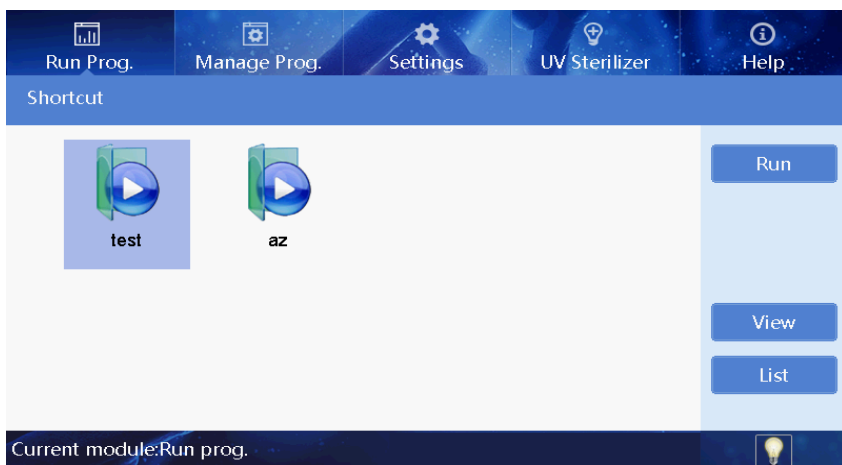 Run Prog. Manage Prog. Settings UV Sterilizer Help
Shortcut
Run
test az
View
List
Current module:Run prog.